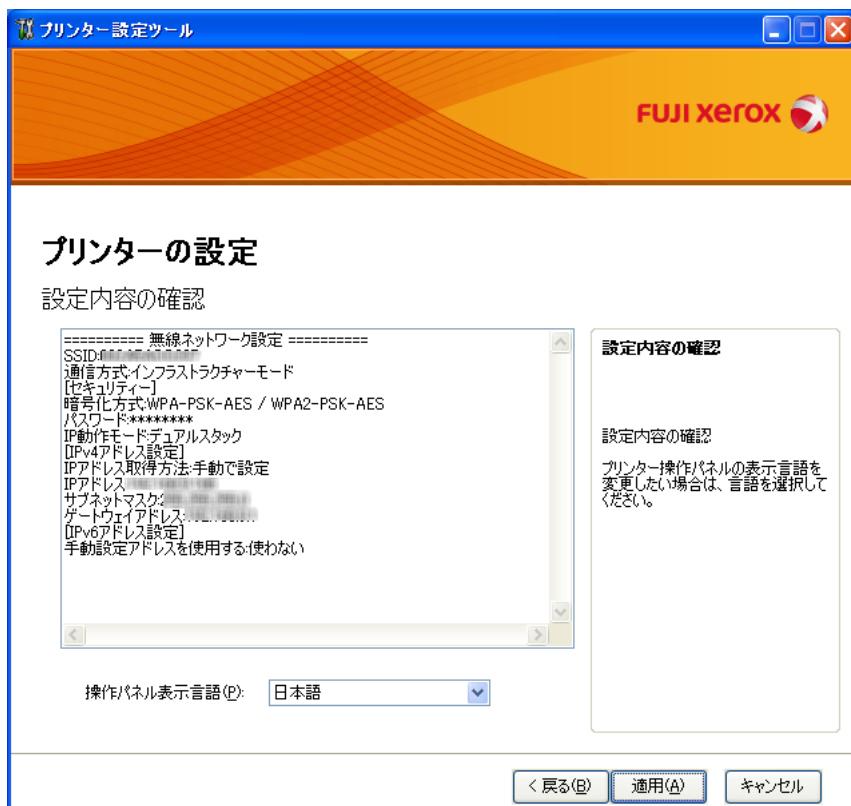 プリンター設定ツール
FUJI xerox
プリンターの設定
設定内容の確認
========== 無線ネットワーク設定 ==========
SSID:
通信方式:インフラストラクチャーモード
[セキュリティー]
暗号化方式:WPA-PSK-AES / WPA2-PSK-AES
パスワード:********
IP動作モード:デュアルスタック
[IPv4アドレス設定]
IPアドレス取得方法:手動で設定
IPアドレス
サブネットマスク:
ゲートウェイアドレス:
[IPv6アドレス設定]
手動設定アドレスを使用する:使わない
操作パネル表示言語(P):
日本語
設定内容の確認
設定内容の確認
プリンター操作パネルの表示言語を
変更したい場合は、言語を選択して
ください。
< 戻る(B)
適用(A)
キャンセル